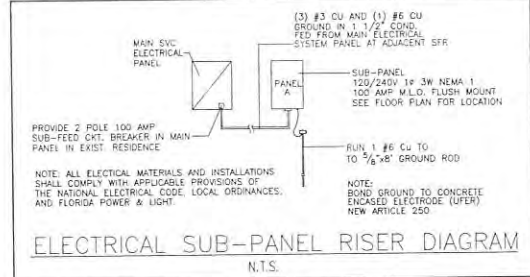 (3) #3 CU AND (1) #6 CU
GROUND IN 1 1/2" COND.
FED FROM MAIN ELECTRICAL
SYSTEM PANEL AT ADJACENT SFR
MAIN SVC
ELECTRICAL
PANEL
PANEL
A
SUB-PANEL
120/240V 1ø 3W NEMA 1
100 AMP M.L.O. FLUSH MOUNT
SEE FLOOR PLAN FOR LOCATION
PROVIDE 2 POLE 100 AMP
SUB-FEED CKT. BREAKER IN MAIN
PANEL IN EXIST. RESIDENCE
RUN 1 #6 Cu TO
TO 5/8"x8' GROUND ROD
NOTE: ALL ELECTICAL MATERIALS AND INSTALLATIONS
SHALL COMPLY WITH APPLICABLE PROVISIONS OF
THE NATIONAL ELECTRICAL CODE, LOCAL ORDINANCES,
AND FLORIDA POWER & LIGHT.
NOTE:
BOND GROUND TO CONCRETE
ENCASED ELECTRODE (UFER)
NEW ARTICLE 250
ELECTRICAL SUB-PANEL RISER DIAGRAM
N.T.S.